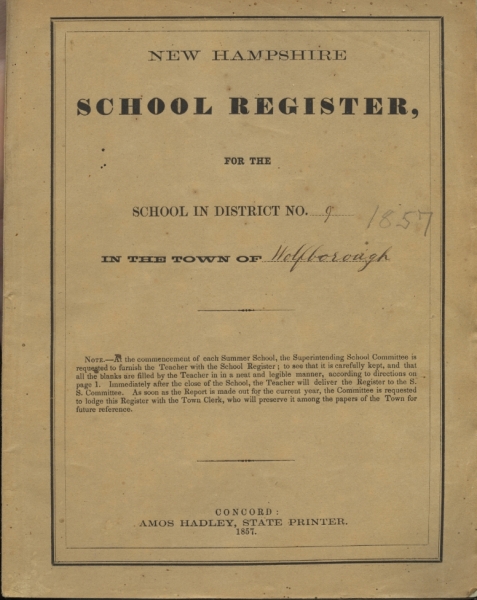 NEW HAMPSHIRE
SCHOOL REGISTER,
FOR THE
SCHOOL IN DISTRICT NO. 9 1857
IN THE TOWN OF Wolfborough
NOTE.—At the commencement of each Summer School, the Superintending School Committee is
requested to furnish the Teacher with the School Register; to see that it is carefully kept, and that
all the blanks are filled by the Teacher in in a neat and legible manner, according to directions on
page 1. Immediately after the close of the School, the Teacher will deliver the Register to the S.
S. Committee. As soon as the Report is made out for the current year, the Committee is requested
to lodge this Register with the Town Clerk, who will preserve it among the papers of the Town for
future reference.
CONCORD:
AMOS HADLEY, STATE PRINTER.
1857.